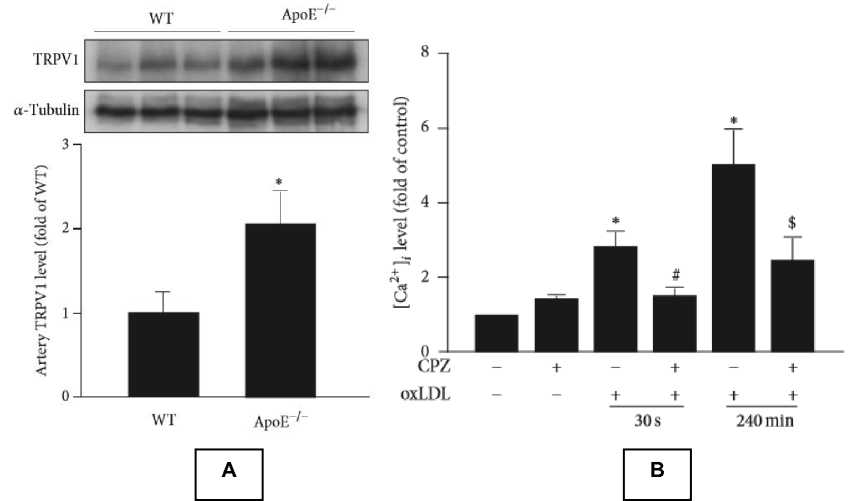 WT ApoE−/−
TRPV1
α-Tubulin
Artery TRPV1 level (fold of WT)
3
2
1
0
*
WT ApoE−/−
A
[Ca2+]i level (fold of control)
8
6
4
2
0
* # * $
CPZ − + − + − +
oxLDL − − + + + +
30 s 240 min
B